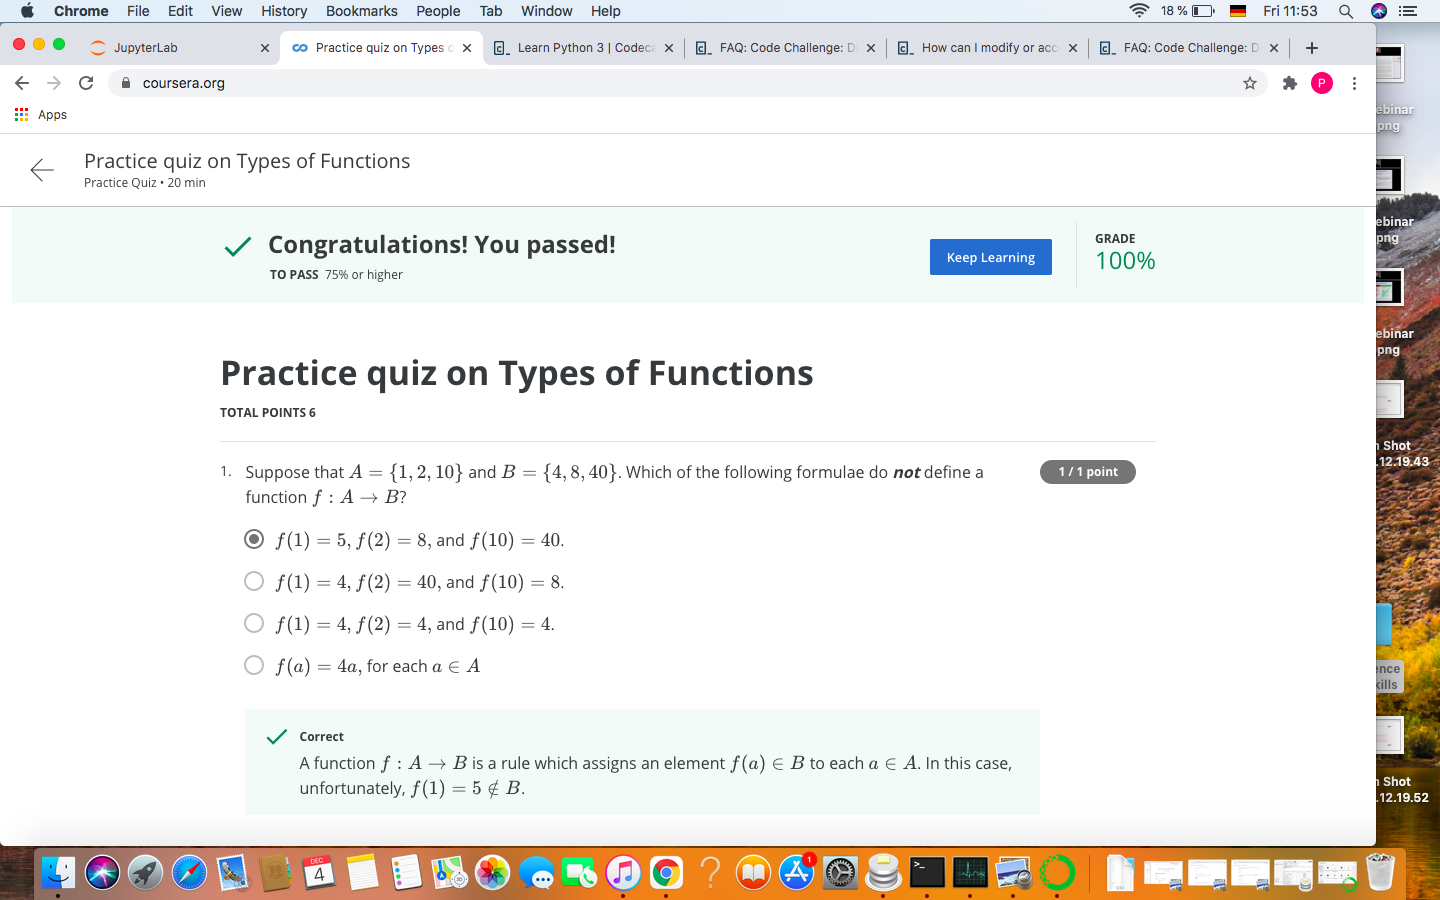 Chrome File Edit View History Bookmarks People Tab Window Help 18 % Fri 11:53
JupyterLab Practice quiz on Types o Learn Python 3 | Codeca FAQ: Code Challenge: D How can I modify or acc FAQ: Code Challenge: D
coursera.org P
Apps
ebinar
png
Practice quiz on Types of Functions
Practice Quiz • 20 min
ebinar
png
Congratulations! You passed!
TO PASS 75% or higher
Keep Learning
GRADE
100%
ebinar
png
Practice quiz on Types of Functions
TOTAL POINTS 6
Shot
.12.19.43
1. Suppose that A = {1, 2, 10} and B = {4, 8, 40}. Which of the following formulae do not define a
function f : A → B?
1 / 1 point
f(1) = 5, f(2) = 8, and f(10) = 40.
f(1) = 4, f(2) = 40, and f(10) = 8.
f(1) = 4, f(2) = 4, and f(10) = 4.
f(a) = 4a, for each a ∈ A
ence
kills
Correct
A function f : A → B is a rule which assigns an element f(a) ∈ B to each a ∈ A. In this case,
unfortunately, f(1) = 5 ∉ B.
Shot
.12.19.52
DEC
4
1